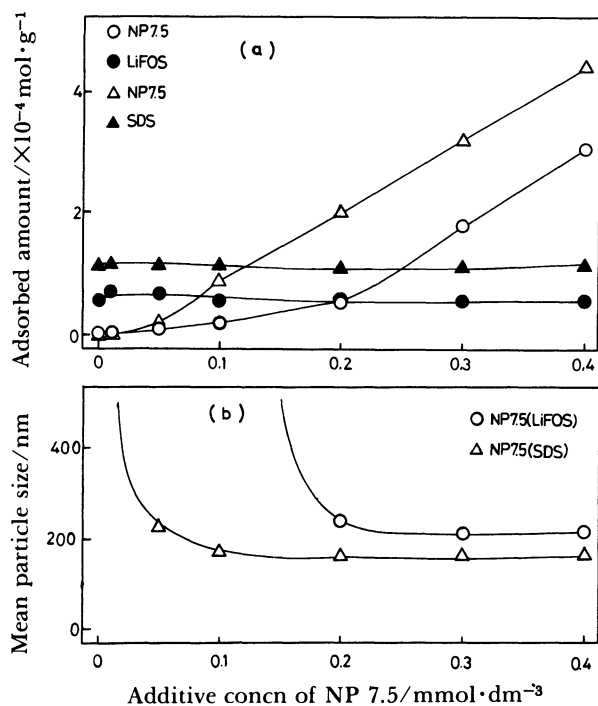 Adsorbed amount/×10⁻⁴ mol·g⁻¹
(a)
○ NP7.5
● LiFOS
△ NP7.5
▲ SDS
4
2
0
0 0.1 0.2 0.3 0.4
Mean particle size/nm
(b)
○ NP7.5(LiFOS)
△ NP7.5(SDS)
400
200
0
0 0.1 0.2 0.3 0.4
Additive concn of NP 7.5/mmol·dm⁻³